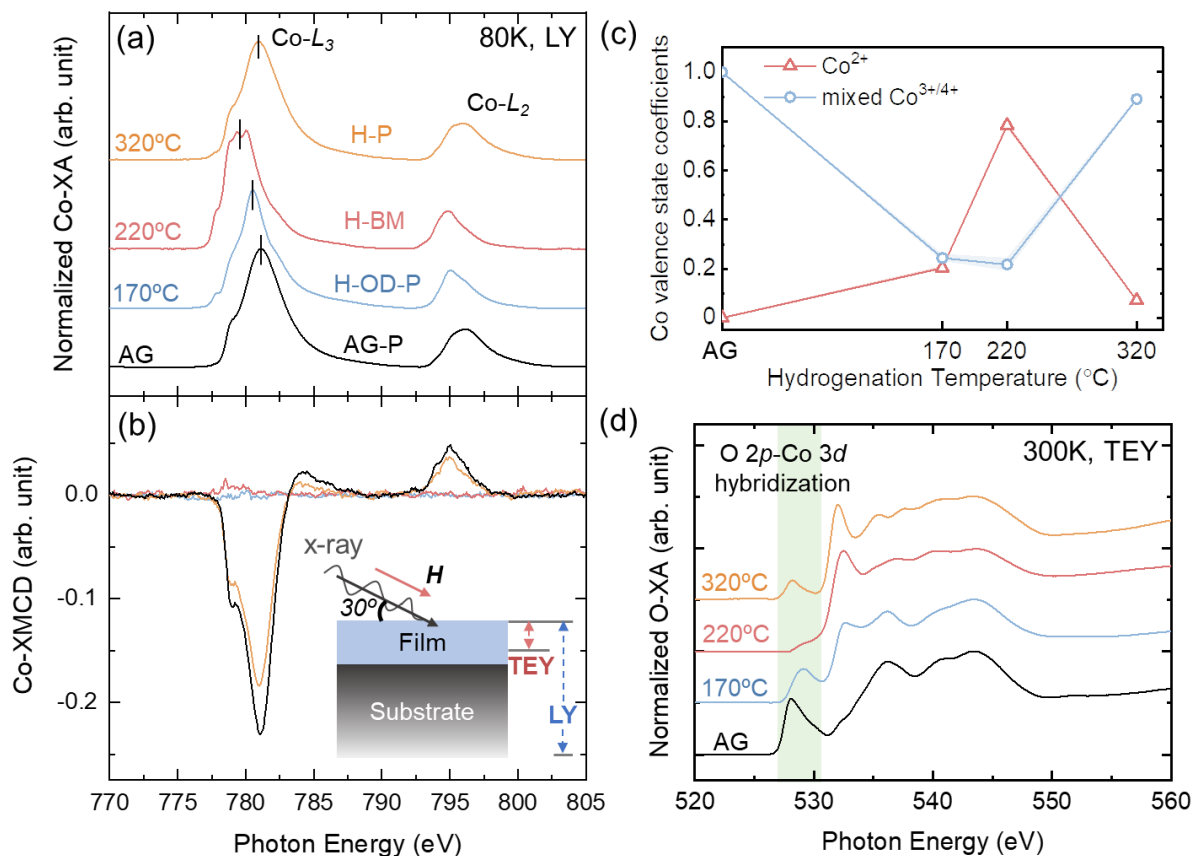 (a)
Co-L3
80K, LY
Co-L2
320ºC
H-P
220ºC
H-BM
170ºC
H-OD-P
AG
AG-P
Normalized Co-XA (arb. unit)
(b)
0.0
-0.1
-0.2
Co-XMCD (arb. unit)
x-ray
H
30º
Film
TEY
Substrate
LY
770 775 780 785 790 795 800 805
Photon Energy (eV)
(c)
Co2+
mixed Co3+/4+
1.0
0.8
0.6
0.4
0.2
0
Co valence state coefficients
AG 170 220 320
Hydrogenation Temperature (°C)
(d)
O 2p-Co 3d
hybridization
300K, TEY
320ºC
220ºC
170ºC
AG
Normalized O-XA (arb. unit)
520 530 540 550 560
Photon Energy (eV)